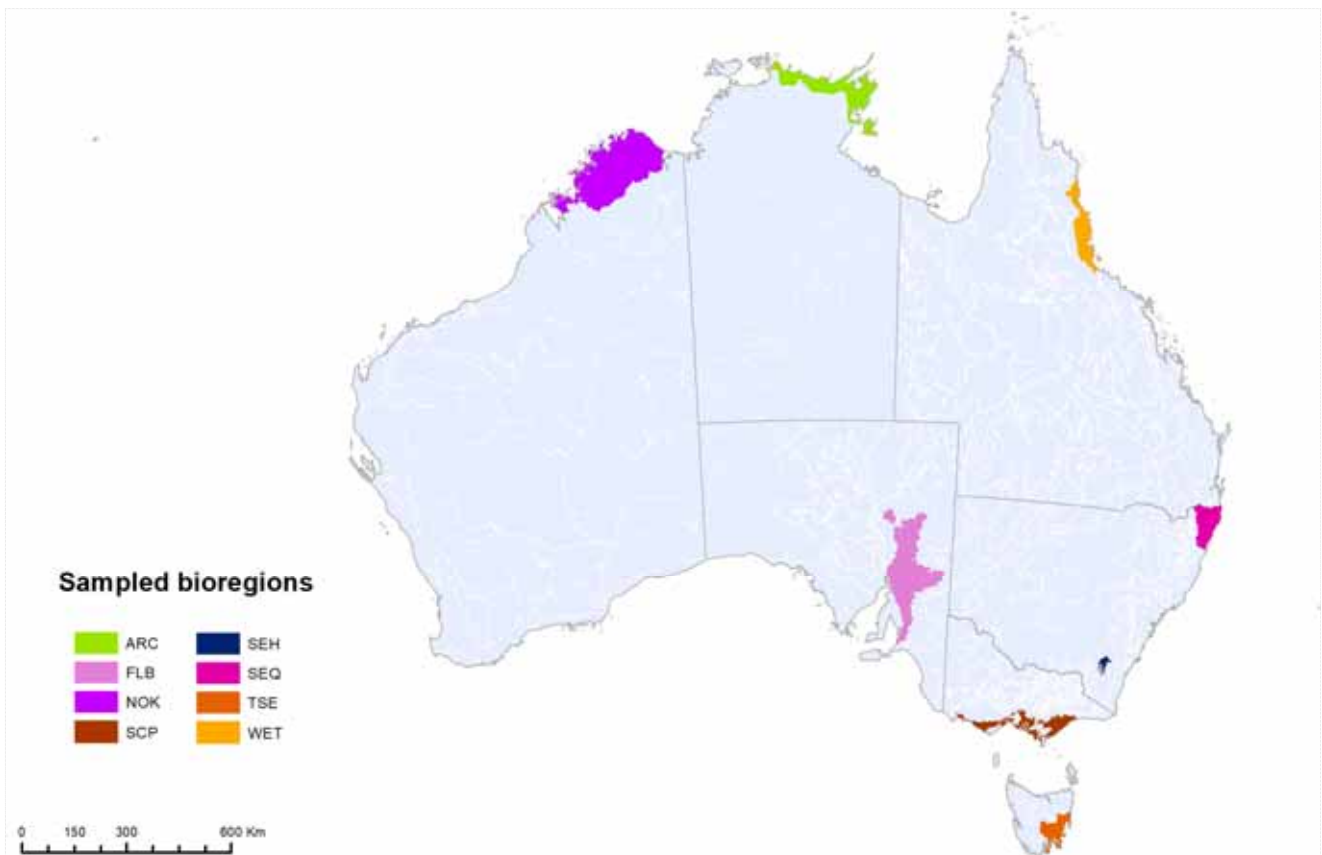 Sampled bioregions
ARC SEH
FLB SEQ
NOK TSE
SCP WET
0 150 300 600 Km